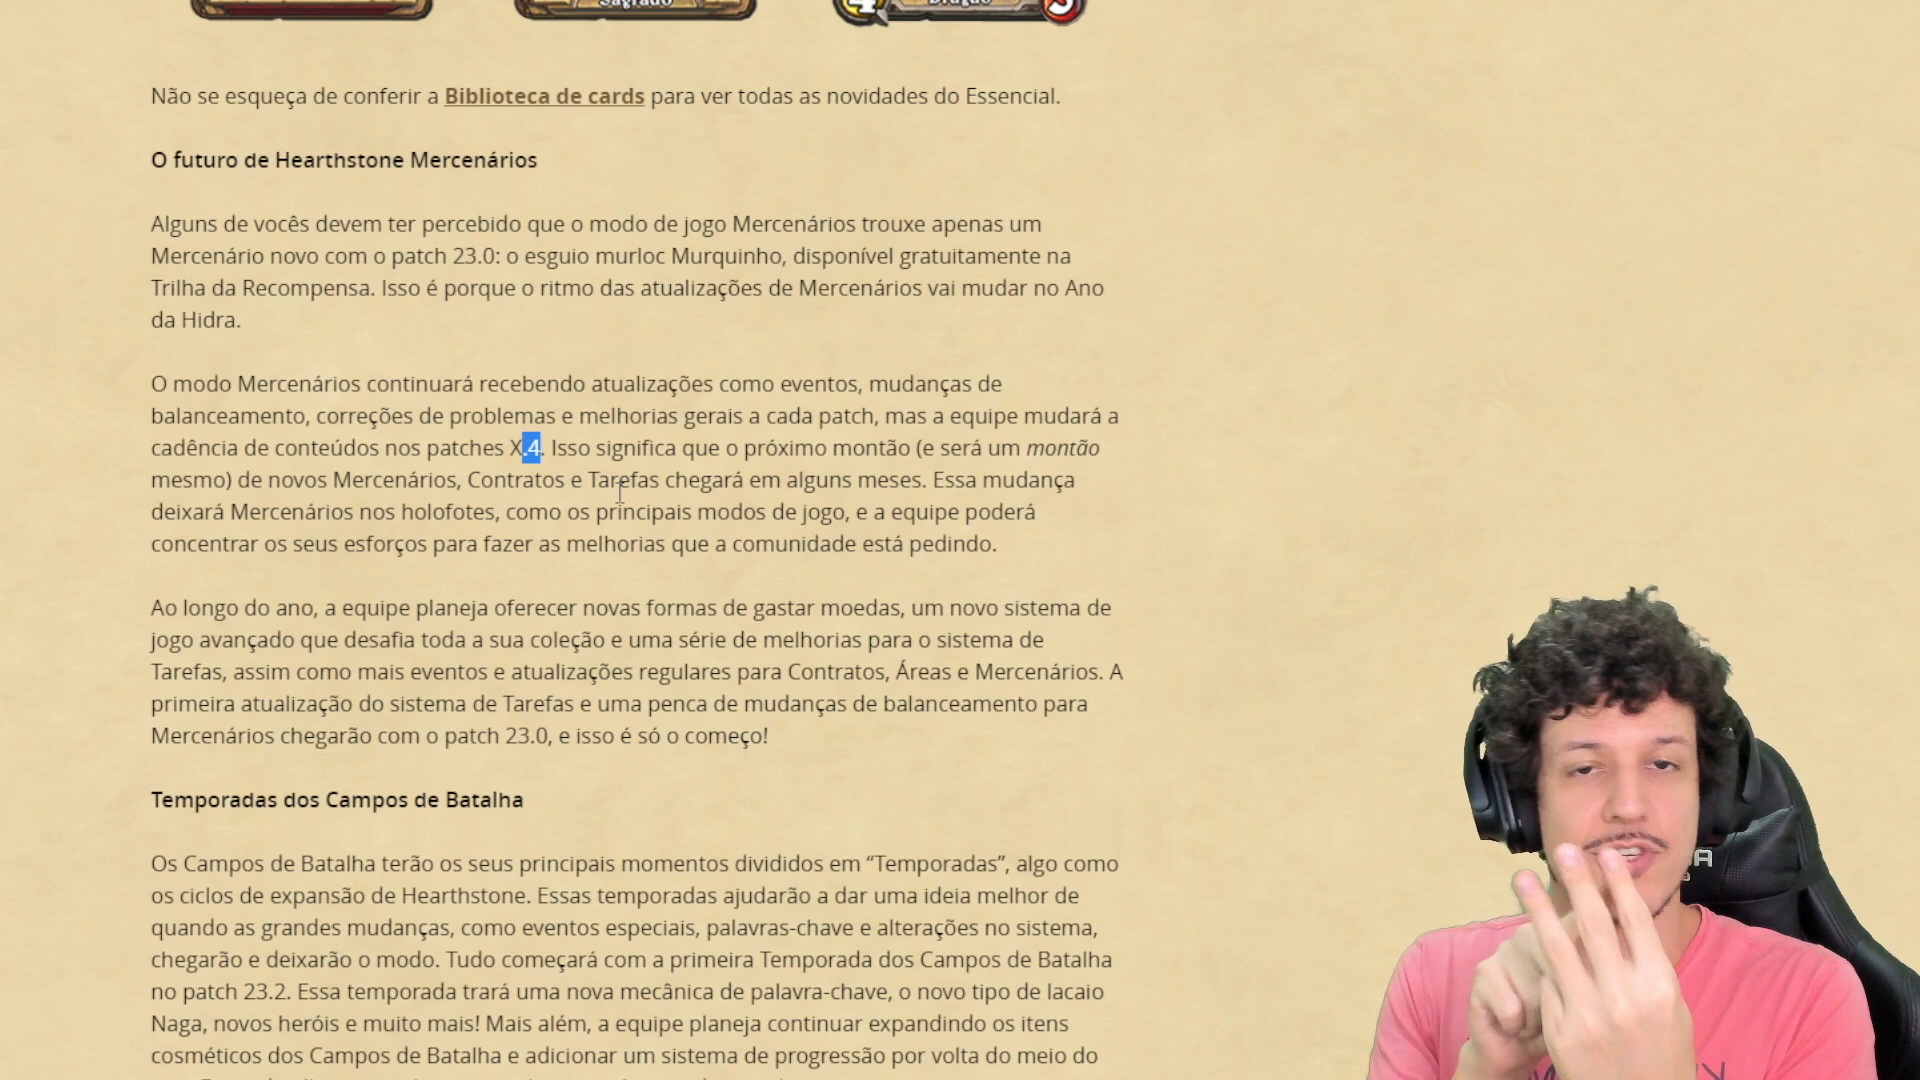 Sagrado
4
Dragão
Não se esqueça de conferir a Biblioteca de cards para ver todas as novidades do Essencial.
O futuro de Hearthstone Mercenários
Alguns de vocês devem ter percebido que o modo de jogo Mercenários trouxe apenas um
Mercenário novo com o patch 23.0: o esguio murloc Murquinho, disponível gratuitamente na
Trilha da Recompensa. Isso é porque o ritmo das atualizações de Mercenários vai mudar no Ano
da Hidra.
O modo Mercenários continuará recebendo atualizações como eventos, mudanças de
balanceamento, correções de problemas e melhorias gerais a cada patch, mas a equipe mudará a
cadência de conteúdos nos patches X.4. Isso significa que o próximo montão (e será um montão
mesmo) de novos Mercenários, Contratos e Tarefas chegará em alguns meses. Essa mudança
deixará Mercenários nos holofotes, como os principais modos de jogo, e a equipe poderá
concentrar os seus esforços para fazer as melhorias que a comunidade está pedindo.
Ao longo do ano, a equipe planeja oferecer novas formas de gastar moedas, um novo sistema de
jogo avançado que desafia toda a sua coleção e uma série de melhorias para o sistema de
Tarefas, assim como mais eventos e atualizações regulares para Contratos, Áreas e Mercenários. A
primeira atualização do sistema de Tarefas e uma penca de mudanças de balanceamento para
Mercenários chegarão com o patch 23.0, e isso é só o começo!
Temporadas dos Campos de Batalha
Os Campos de Batalha terão os seus principais momentos divididos em “Temporadas”, algo como
os ciclos de expansão de Hearthstone. Essas temporadas ajudarão a dar uma ideia melhor de
quando as grandes mudanças, como eventos especiais, palavras-chave e alterações no sistema,
chegarão e deixarão o modo. Tudo começará com a primeira Temporada dos Campos de Batalha
no patch 23.2. Essa temporada trará uma nova mecânica de palavra-chave, o novo tipo de lacaio
Naga, novos heróis e muito mais! Mais além, a equipe planeja continuar expandindo os itens
cosméticos dos Campos de Batalha e adicionar um sistema de progressão por volta do meio do